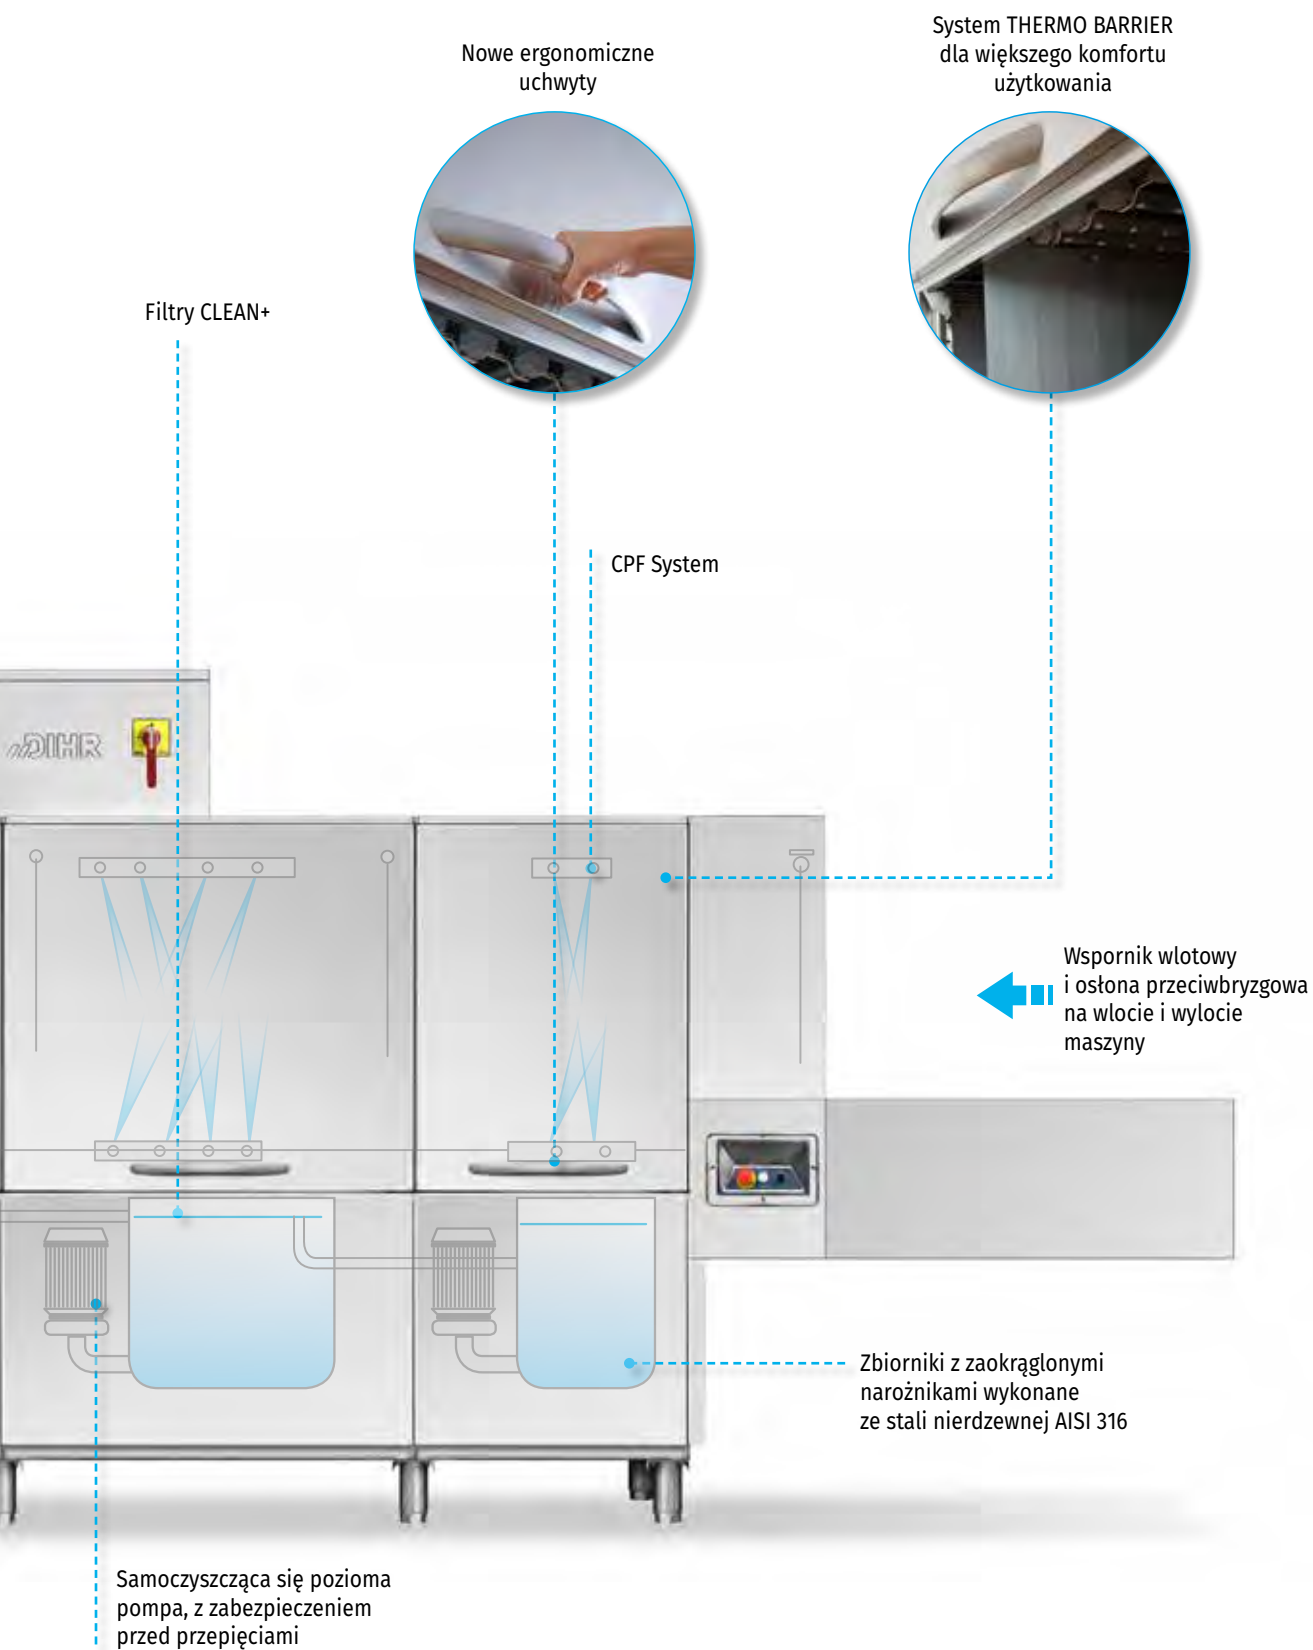 System THERMO BARRIER
dla większego komfortu
użytkowania
Nowe ergonomiczne
uchwyty
Filtry CLEAN+
CPF System
DIHR
Wspornik wlotowy
i osłona przeciwbryzgowa
na wlocie i wylocie
maszyny
Zbiorniki z zaokrąglonymi
narożnikami wykonane
ze stali nierdzewnej AISI 316
Samoczyszcząca się pozioma
pompa, z zabezpieczeniem
przed przepięciami